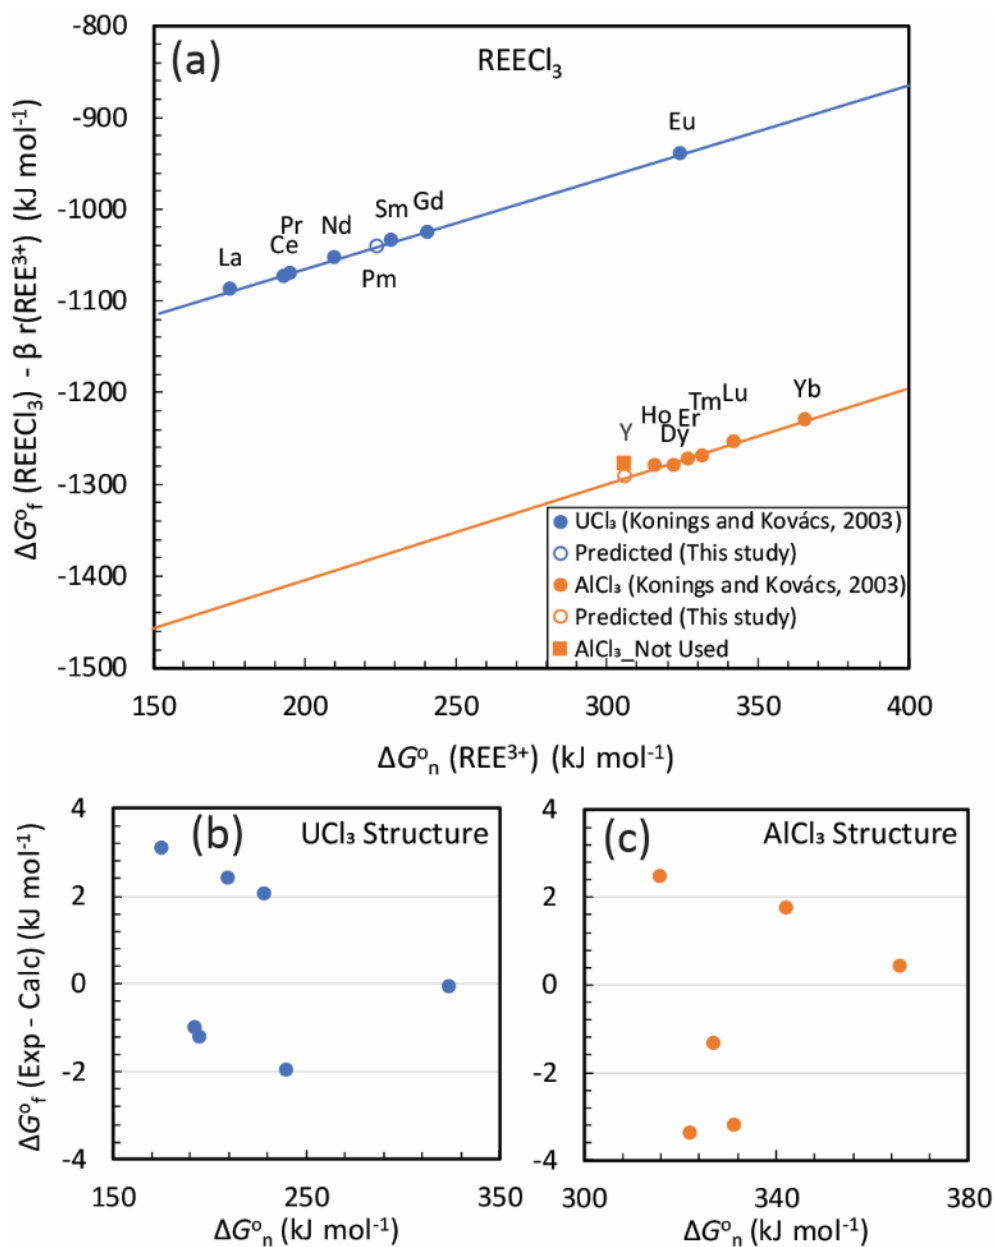 (a)
REECl₃
ΔG°f (REECl₃) - β r(REE³⁺) (kJ mol⁻¹)
-800
-900
-1000
-1100
-1200
-1300
-1400
-1500
La
Ce
Pr
Nd
Pm
Sm
Gd
Eu
Y
Ho
Dy
Er
Tm
Lu
Yb
UCl₃ (Konings and Kovács, 2003)
Predicted (This study)
AlCl₃ (Konings and Kovács, 2003)
Predicted (This study)
AlCl₃_Not Used
150 200 250 300 350 400
ΔG°n (REE³⁺) (kJ mol⁻¹)
(b)
UCl₃ Structure
ΔG°f (Exp - Calc) (kJ mol⁻¹)
4
2
0
-2
-4
150 250 350
ΔG°n (kJ mol⁻¹)
(c)
AlCl₃ Structure
4
2
0
-2
-4
300 340 380
ΔG°n (kJ mol⁻¹)